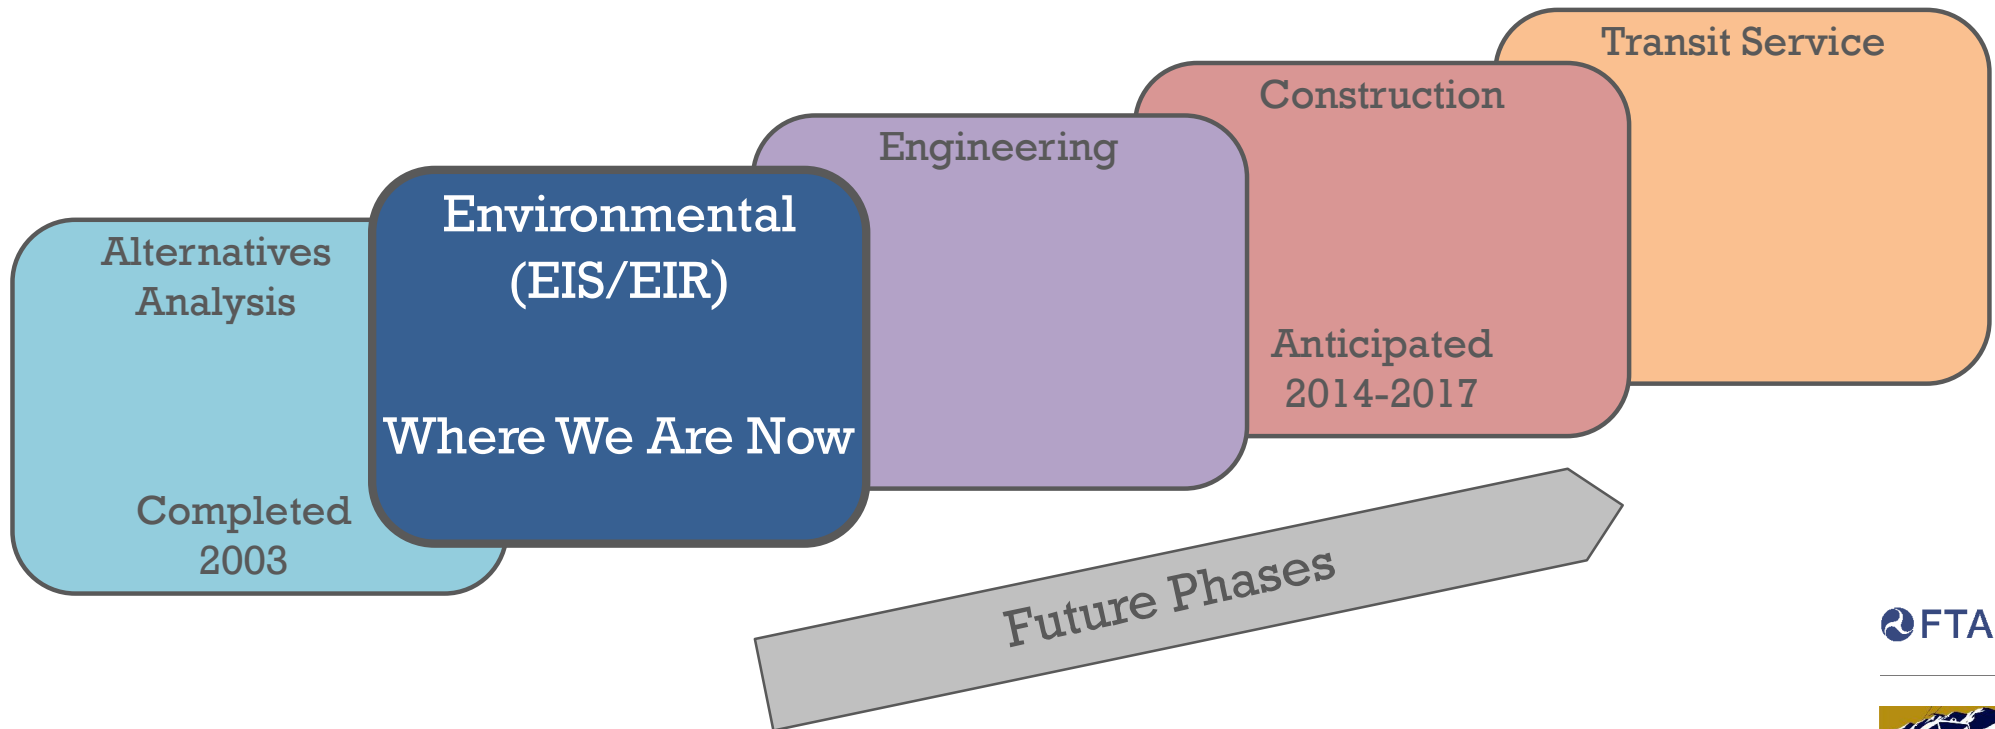 Alternatives
Analysis
Completed
2003
Environmental
(EIS/EIR)
Where We Are Now
Engineering
Construction
Anticipated
2014-2017
Transit Service
Future Phases
FTA